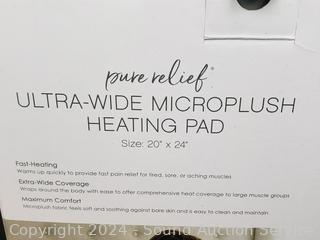 pure relief®
ULTRA-WIDE MICROPLUSH
HEATING PAD
Size: 20" x 24"
Fast-Heating
Warms up quickly to provide fast pain relief for tired, sore, or aching muscles
Extra-Wide Coverage
Wraps around the body with ease to offer comprehensive heat coverage to large muscle groups
Maximum Comfort
Microplush fabric feels soft and soothing against bare skin and is easy to clean and maintain
Copyright 2024 - Sound Auction Service